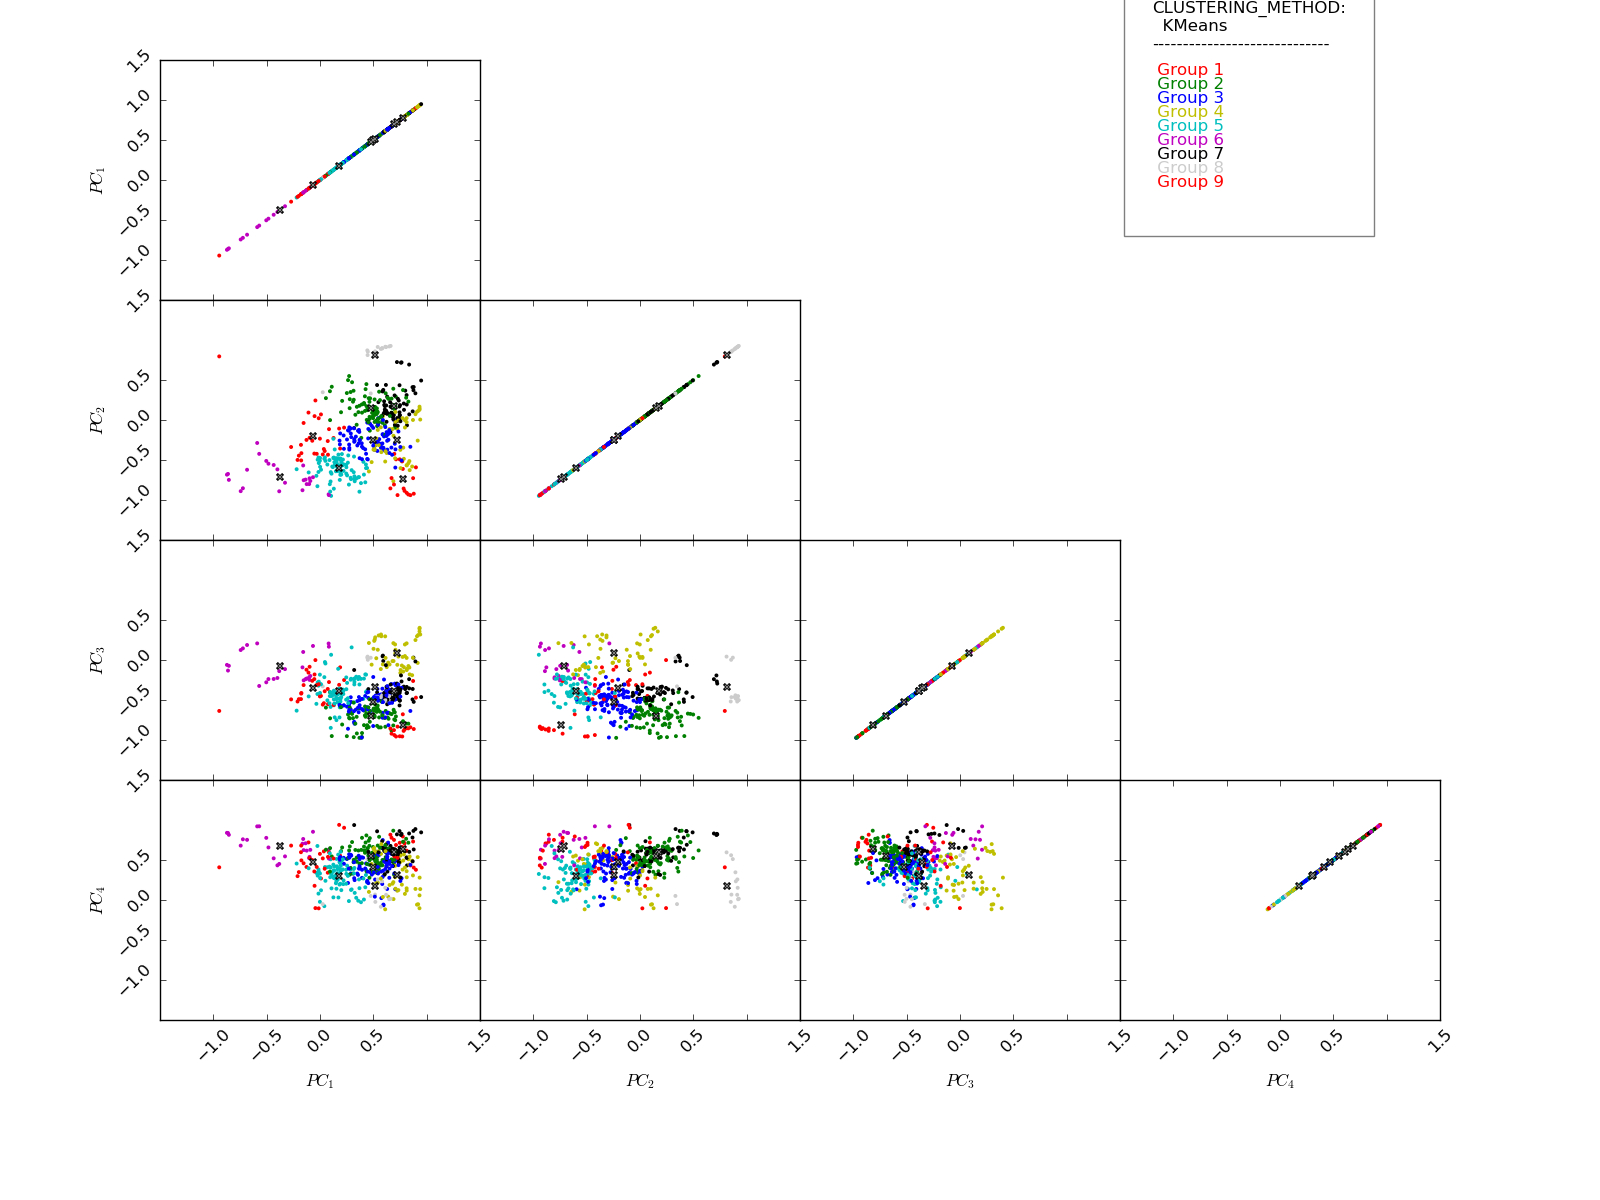 CLUSTERING_METHOD:
KMeans
------------------------------
Group 1
Group 2
Group 3
Group 4
Group 5
Group 6
Group 7
Group 8
Group 9
1.5
1.0
0.5
0.0
−0.5
−1.0
PC1
1.5
0.5
0.0
−0.5
−1.0
PC2
1.5
0.5
0.0
−0.5
−1.0
PC3
1.5
0.5
0.0
−0.5
−1.0
PC4
−1.0 −0.5 0.0 0.5 1.5 −1.0 −0.5 0.0 0.5 1.5 −1.0 −0.5 0.0 0.5 1.5 −1.0 −0.5 0.0 0.5 1.5
PC1 PC2 PC3 PC4